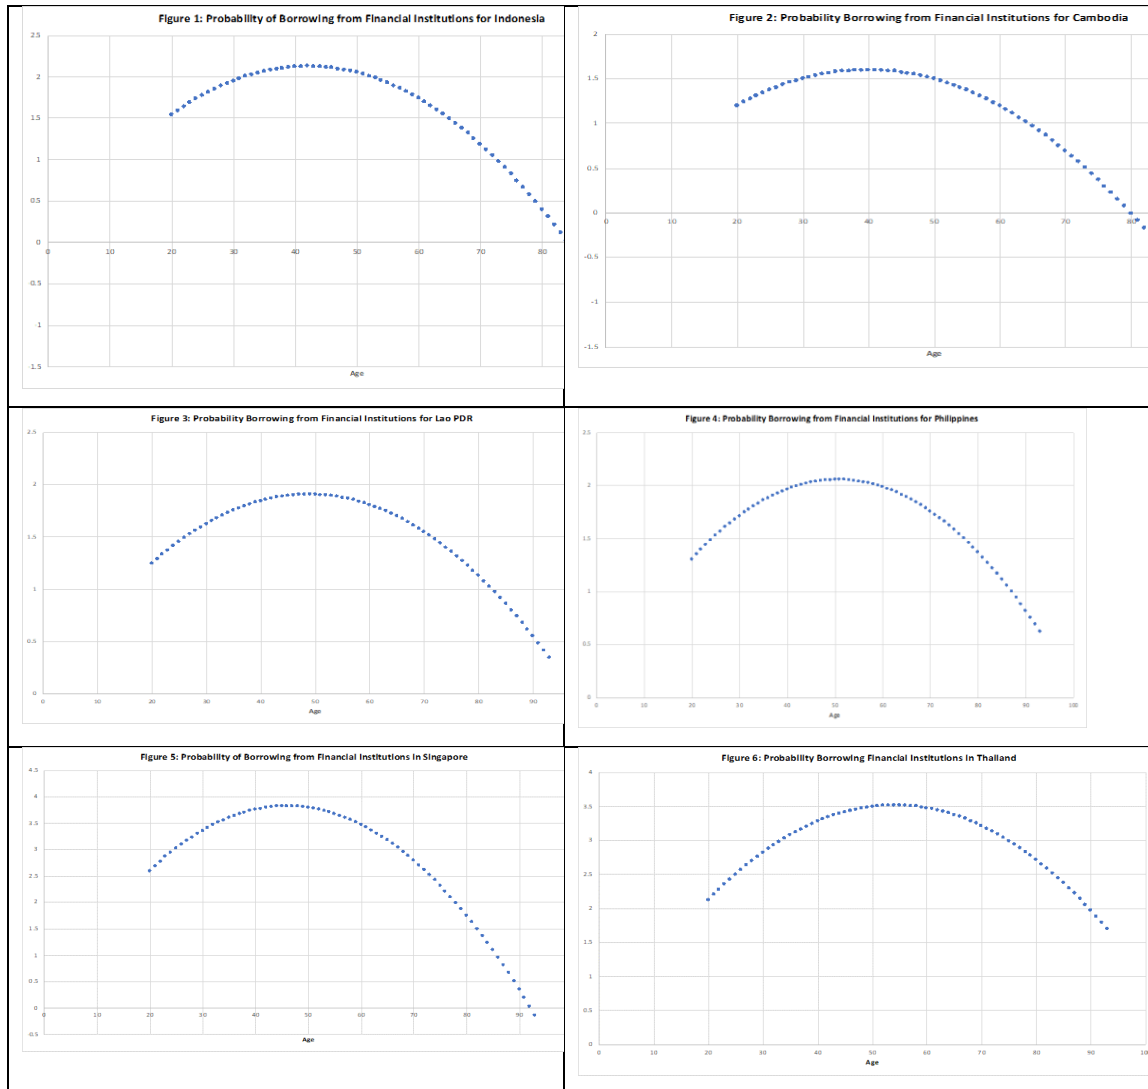 Figure 1: Probability of Borrowing from Financial Institutions for Indonesia
2.5
2
1.5
1
0.5
0
0 10 20 30 40 50 60 70 80
0.5
1
1.5
Age
Figure 2: Probability Borrowing from Financial Institutions for Cambodia
2
1.5
1
0.5
0
0 10 20 30 40 50 60 70 80
-0.5
-1
-1.5
Age
Figure 3: Probability Borrowing from Financial Institutions for Lao PDR
2.5
2
1.5
1
0.5
0
0 10 20 30 40 50 60 70 80 90
Age
Figure 4: Probability Borrowing from Financial Institutions for Philippines
2.5
2
1.5
1
0.5
0
0 10 20 30 40 50 60 70 80 90 100
Age
Figure 5: Probability of Borrowing from Financial Institutions in Singapore
4.5
4
3.5
3
2.5
2
1.5
1
0.5
0
0 10 20 30 40 50 60 70 80 90
0.5
Age
Figure 6: Probability Borrowing Financial Institutions in Thailand
4
3.5
3
2.5
2
1.5
1
0.5
0
0 10 20 30 40 50 60 70 80 90 100
Age